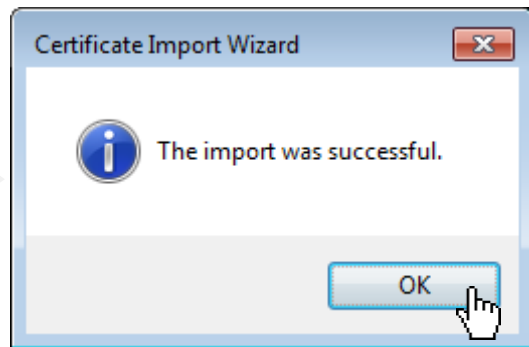 Certificate Import Wizard
The import was successful.
OK